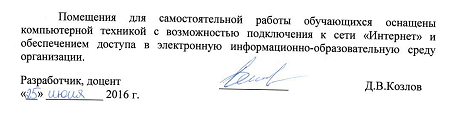 Помещения для самостоятельной работы обучающихся оснащены
компьютерной техникой с возможностью подключения к сети «Интернет» и
обеспечением доступа в электронную информационно-образовательную среду
организации.
Разработчик, доцент Д.В.Козлов
«25» июня 2016 г.